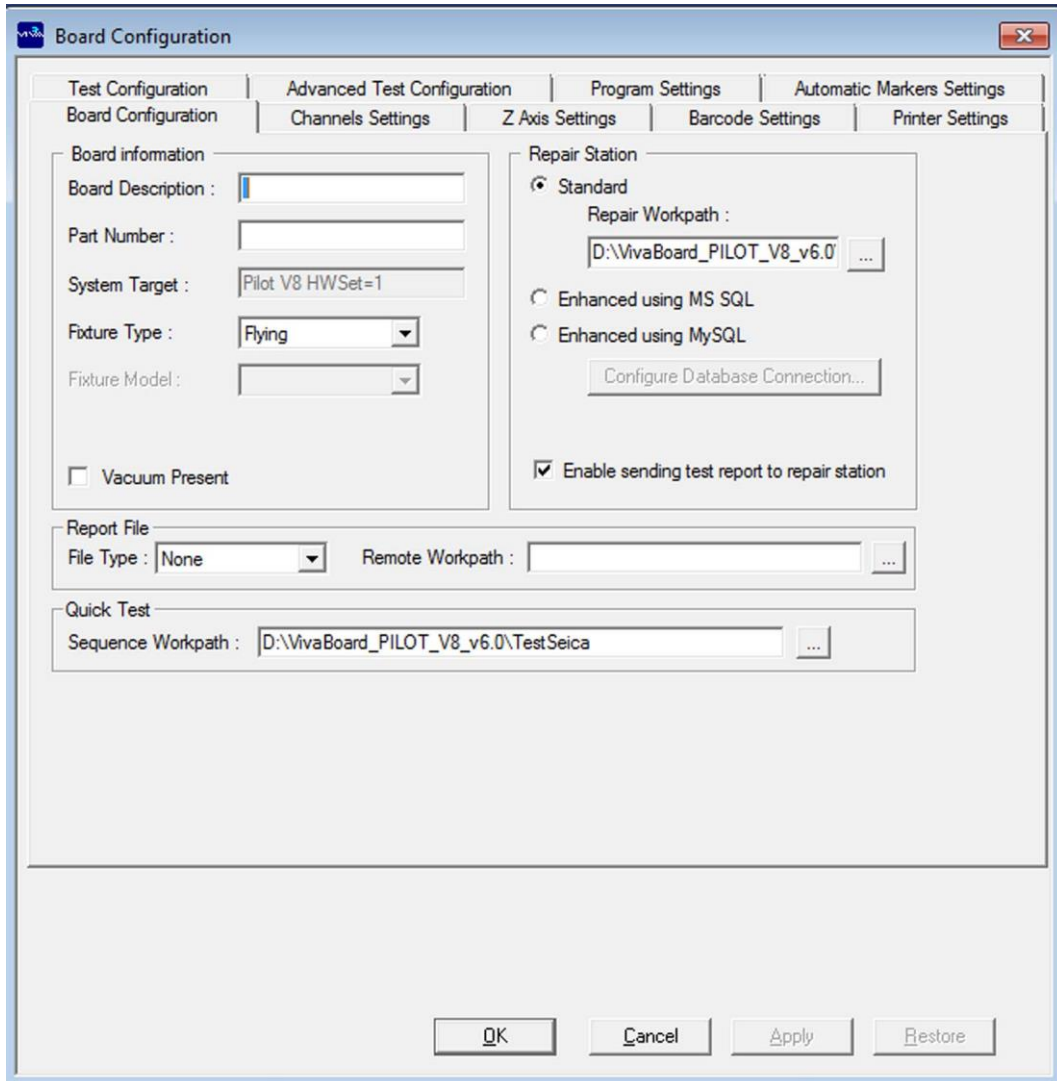 Board Configuration
Test Configuration
Advanced Test Configuration
Program Settings
Automatic Markers Settings
Board Configuration
Channels Settings
Z Axis Settings
Barcode Settings
Printer Settings
Board information
Board Description :
Part Number :
System Target : Pilot V8 HWSet=1
Fixture Type : Flying
Fixture Model :
Vacuum Present
Repair Station
Standard
Repair Workpath :
D:\VivaBoard_PILOT_V8_v6.0\
...
Enhanced using MS SQL
Enhanced using MySQL
Configure Database Connection...
Enable sending test report to repair station
Report File
File Type : None
Remote Workpath :
...
Quick Test
Sequence Workpath : D:\VivaBoard_PILOT_V8_v6.0\TestSeica
...
OK
Cancel
Apply
Restore